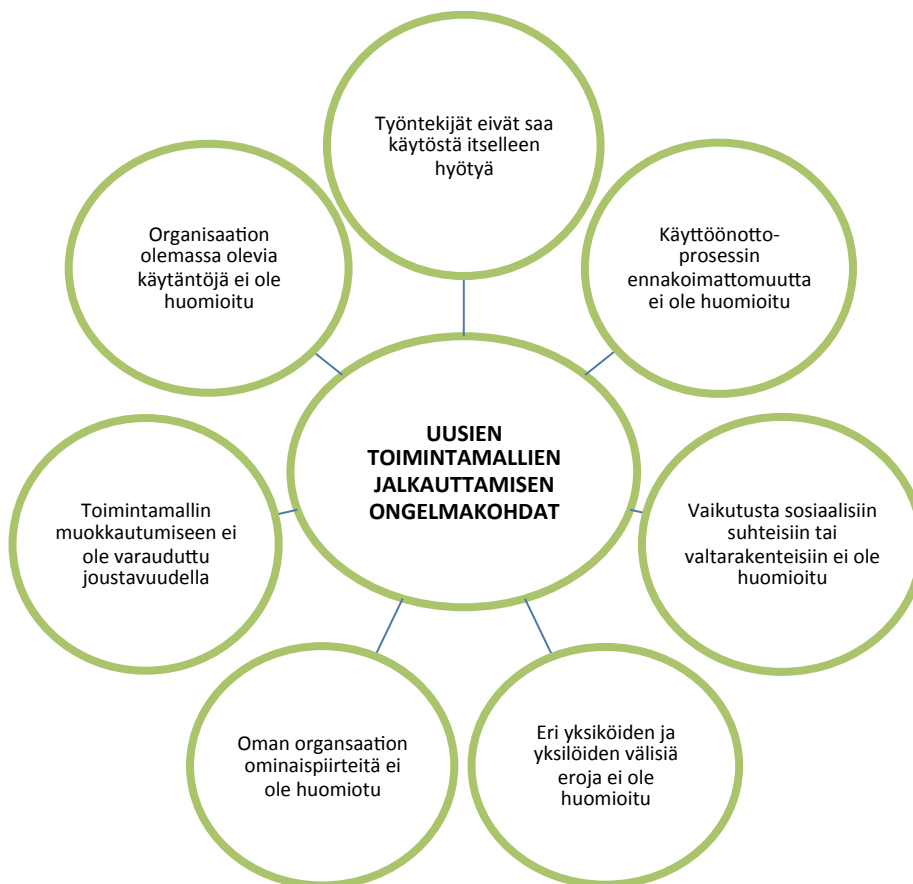 Työntekijät eivät saa
käytöstä itselleen
hyötyä
Organisaation
olemassa olevia
käytäntöjä ei ole
huomioitu
Käyttöönotto-
prosessin
ennakoimattomuutta
ei ole huomioitu
UUSIEN
TOIMINTAMALLIEN
JALKAUTTAMISEN
ONGELMAKOHDAT
Toimintamallin
muokkautumiseen ei
ole varauduttu
joustavuudella
Vaikutusta sosiaalisiin
suhteisiin tai
valtarakenteisiin ei ole
huomioitu
Oman organsaation
ominaispiirteitä ei
ole huomiotu
Eri yksiköiden ja
yksilöiden välisiä
eroja ei ole
huomioitu